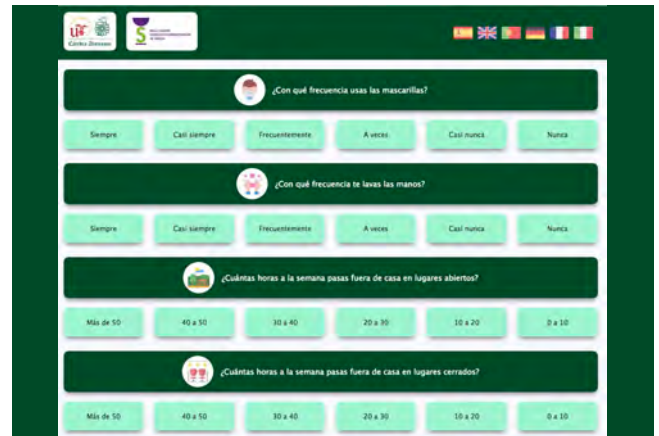 ¿Con qué frecuencia usas las mascarillas?
Siempre Casi siempre Frecuentemente A veces Casi nunca Nunca
¿Con qué frecuencia te lavas las manos?
Siempre Casi siempre Frecuentemente A veces Casi nunca Nunca
¿Cuántas horas a la semana pasas fuera de casa en lugares abiertos?
Más de 50 40 a 50 30 a 40 20 a 30 10 a 20 0 a 10
¿Cuántas horas a la semana pasas fuera de casa en lugares cerrados?
Más de 50 40 a 50 30 a 40 20 a 30 10 a 20 0 a 10